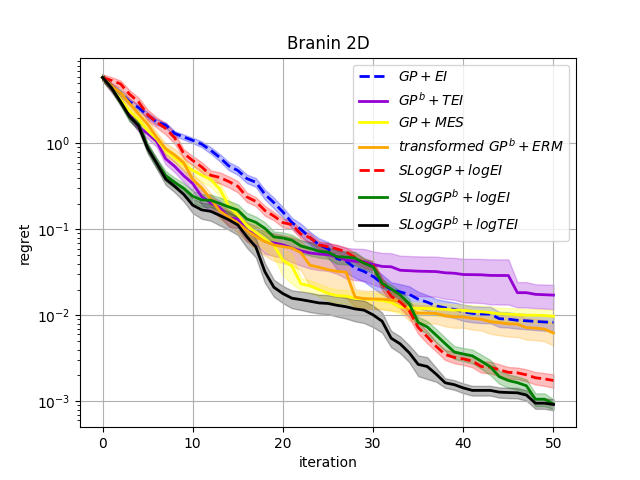 Branin 2D
GP + EI
GP^b + TEI
GP + MES
transformed GP^b + ERM
SLogGP + logEI
SLogGP^b + logEI
SLogGP^b + logTEI
regret
10^0
10^-1
10^-2
10^-3
0 10 20 30 40 50
iteration